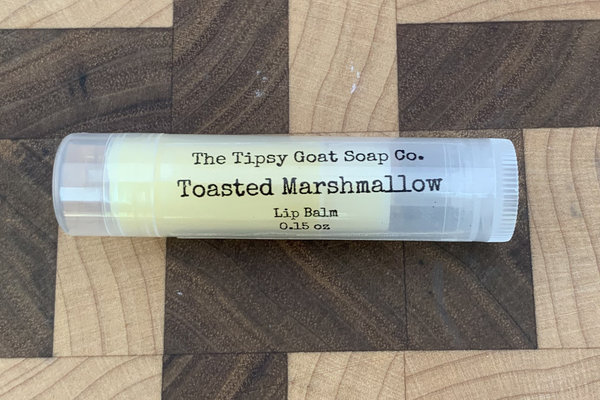 The Tipsy Goat Soap Co.
Toasted Marshmallow
Lip Balm
0.15 oz